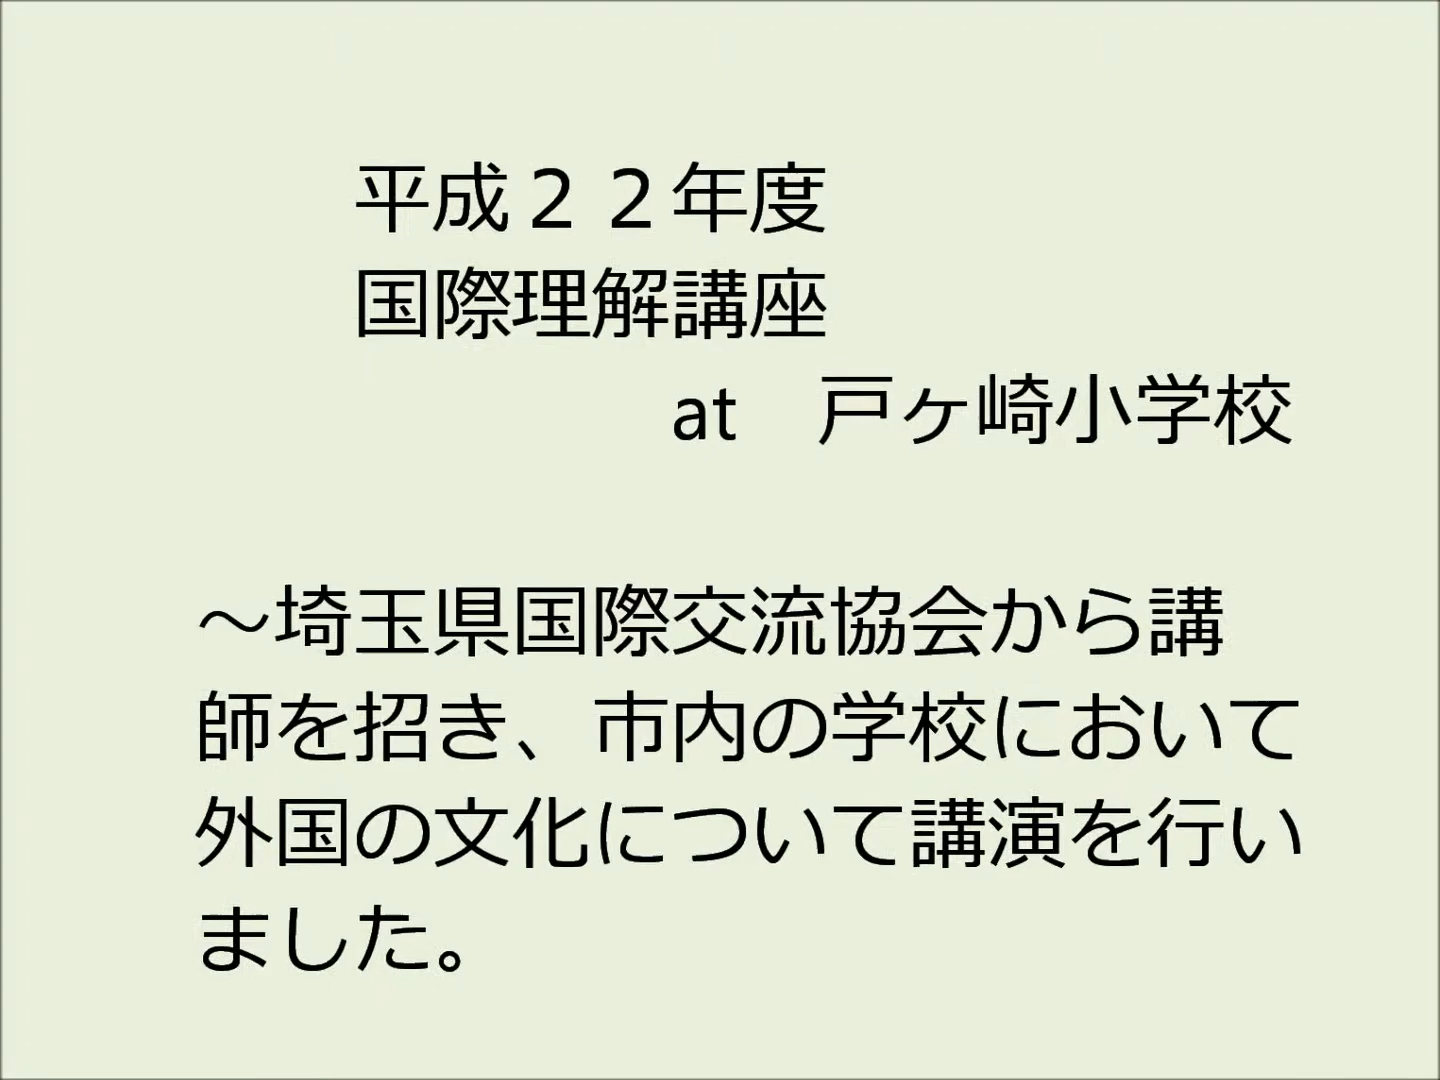 平成２２年度
国際理解講座
at　戸ヶ崎小学校
～埼玉県国際交流協会から講
師を招き、市内の学校において
外国の文化について講演を行い
ました。